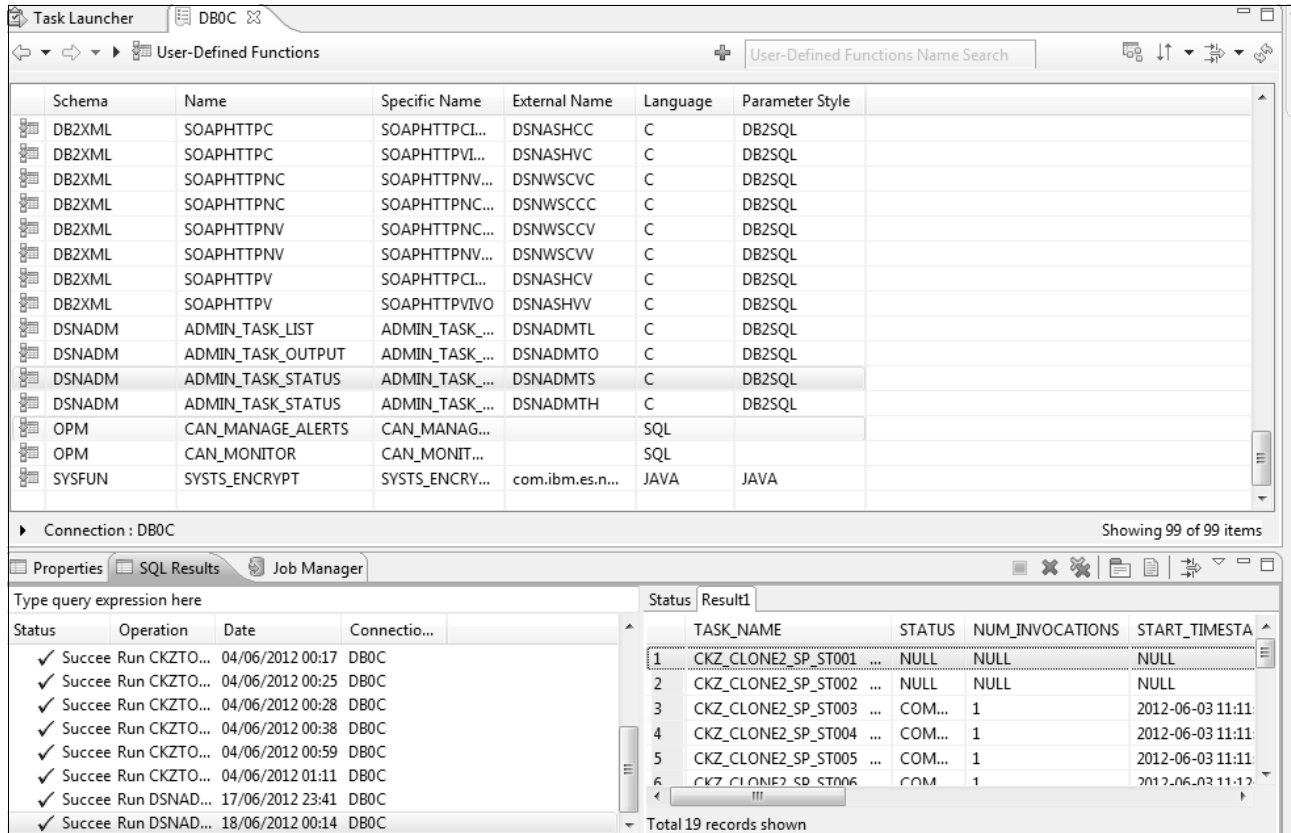 Task Launcher DB0C
User-Defined Functions User-Defined Functions Name Search
Schema Name Specific Name External Name Language Parameter Style
DB2XML SOAPHTTPC SOAPHTTPCI... DSNASHCC C DB2SQL
DB2XML SOAPHTTPC SOAPHTTPVI... DSNASHVC C DB2SQL
DB2XML SOAPHTTPNC SOAPHTTPNV... DSNWSCVC C DB2SQL
DB2XML SOAPHTTPNC SOAPHTTPNC... DSNWSCCC C DB2SQL
DB2XML SOAPHTTPNV SOAPHTTPNC... DSNWSCCV C DB2SQL
DB2XML SOAPHTTPNV SOAPHTTPNV... DSNWSCVV C DB2SQL
DB2XML SOAPHTTPV SOAPHTTPCI... DSNASHCV C DB2SQL
DB2XML SOAPHTTPV SOAPHTTPVIVO DSNASHVV C DB2SQL
DSNADM ADMIN_TASK_LIST ADMIN_TASK_... DSNADMTL C DB2SQL
DSNADM ADMIN_TASK_OUTPUT ADMIN_TASK_... DSNADMTO C DB2SQL
DSNADM ADMIN_TASK_STATUS ADMIN_TASK_... DSNADMTS C DB2SQL
DSNADM ADMIN_TASK_STATUS ADMIN_TASK_... DSNADMTH C DB2SQL
OPM CAN_MANAGE_ALERTS CAN_MANAG... SQL
OPM CAN_MONITOR CAN_MONIT... SQL
SYSFUN SYSTS_ENCRYPT SYSTS_ENCRY... com.ibm.es.n... JAVA JAVA
Connection : DB0C Showing 99 of 99 items
Properties SQL Results Job Manager
Type query expression here
Status Operation Date Connectio...
Succee Run CKZTO... 04/06/2012 00:17 DB0C
Succee Run CKZTO... 04/06/2012 00:25 DB0C
Succee Run CKZTO... 04/06/2012 00:28 DB0C
Succee Run CKZTO... 04/06/2012 00:38 DB0C
Succee Run CKZTO... 04/06/2012 00:59 DB0C
Succee Run CKZTO... 04/06/2012 01:11 DB0C
Succee Run DSNAD... 17/06/2012 23:41 DB0C
Succee Run DSNAD... 18/06/2012 00:14 DB0C
Status Result1
TASK_NAME STATUS NUM_INVOCATIONS START_TIMESTA
1 CKZ_CLONE2_SP_ST001 ... NULL NULL NULL
2 CKZ_CLONE2_SP_ST002 ... NULL NULL NULL
3 CKZ_CLONE2_SP_ST003 ... COM... 1 2012-06-03 11:11:
4 CKZ_CLONE2_SP_ST004 ... COM... 1 2012-06-03 11:11:
5 CKZ_CLONE2_SP_ST005 ... COM... 1 2012-06-03 11:11:
6 CKZ_CLONE2_SP_ST006 COM 1 2012-06-03 11:12:
Total 19 records shown